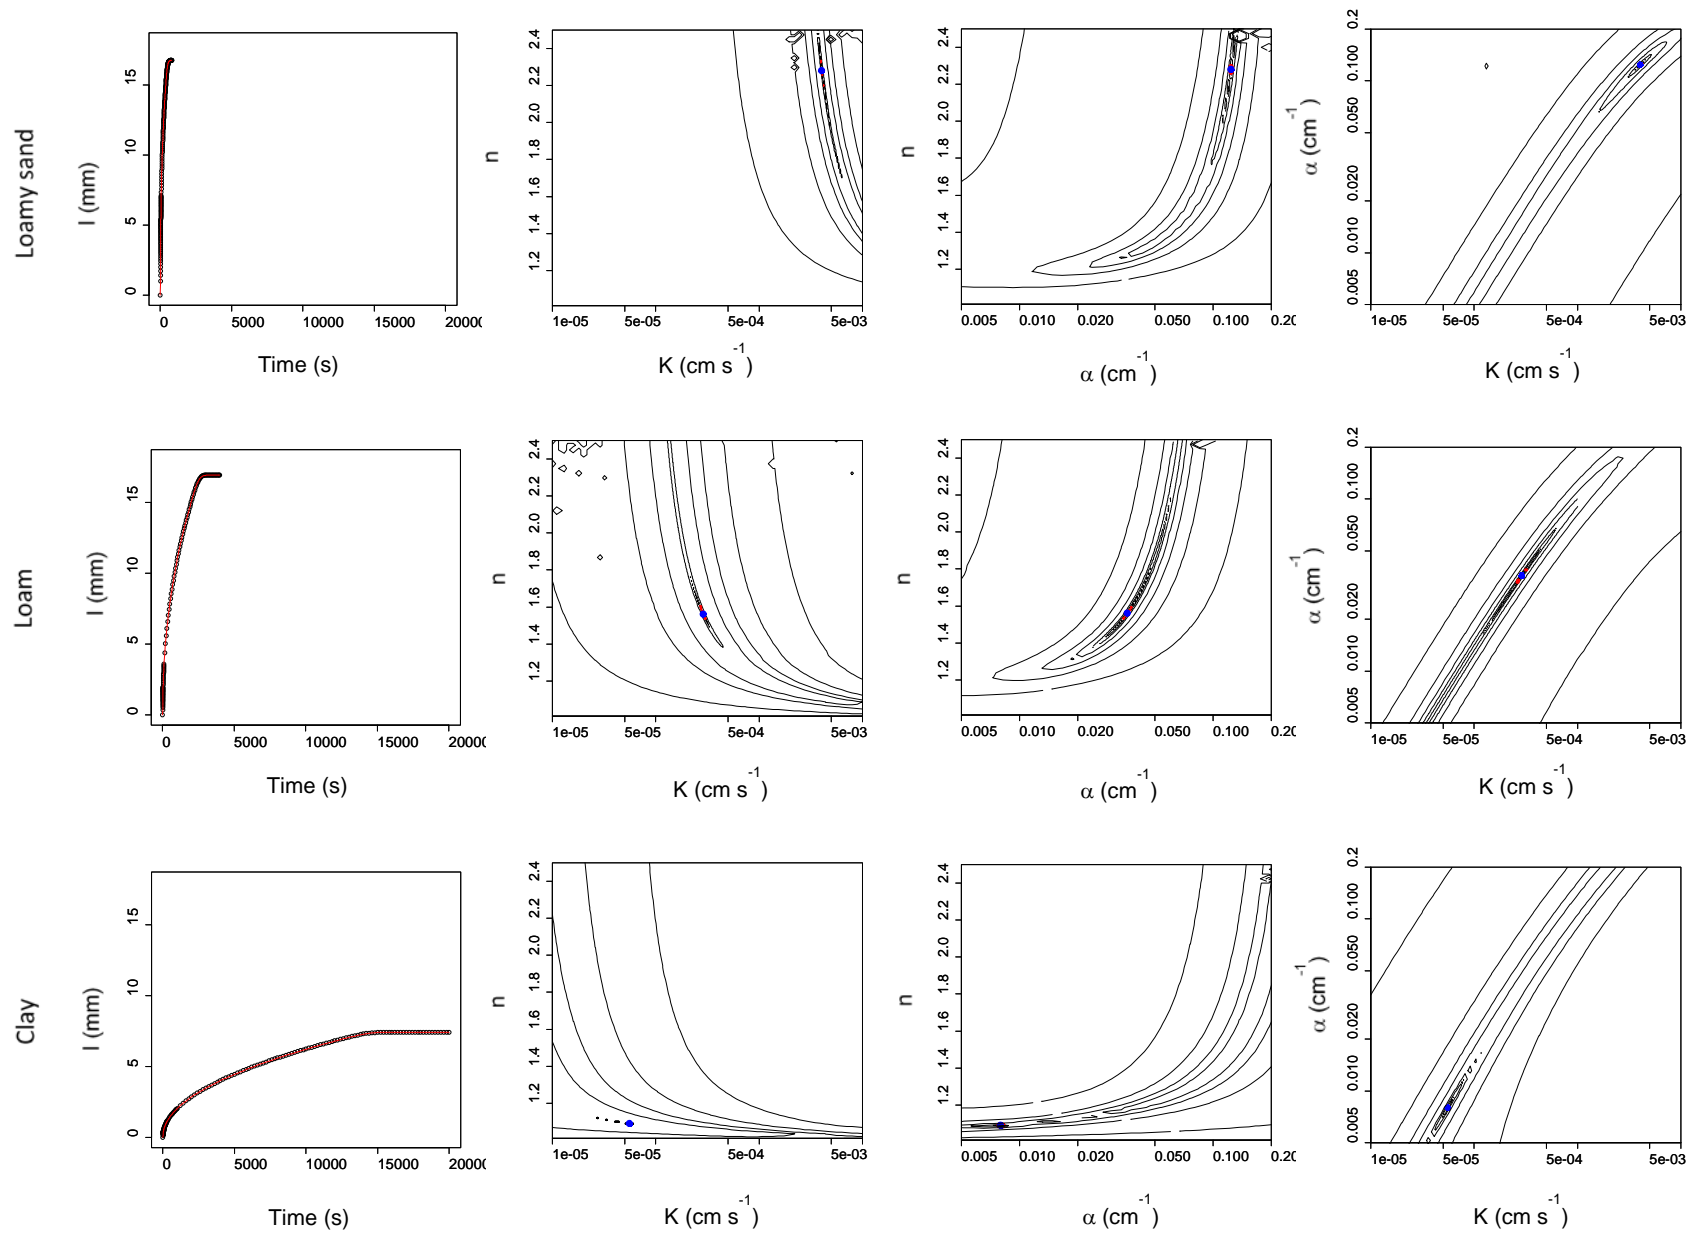 Loamy sand
I (mm)
0 5 10 15
0 5000 10000 15000 2000(
Time (s)
n
1.2 1.4 1.6 1.8 2.0 2.2 2.4
1e-05 5e-05 5e-04 5e-03
K (cm s-1)
n
1.2 1.4 1.6 1.8 2.0 2.2 2.4
0.005 0.010 0.020 0.050 0.100 0.20
α (cm-1)
α (cm-1)
0.005 0.010 0.020 0.050 0.100 0.2
1e-05 5e-05 5e-04 5e-03
K (cm s-1)
Loam
I (mm)
0 5 10 15
0 5000 10000 15000 2000(
Time (s)
n
1.2 1.4 1.6 1.8 2.0 2.2 2.4
1e-05 5e-05 5e-04 5e-03
K (cm s-1)
n
1.2 1.4 1.6 1.8 2.0 2.2 2.4
0.005 0.010 0.020 0.050 0.100 0.20
α (cm-1)
α (cm-1)
0.005 0.010 0.020 0.050 0.100 0.2
1e-05 5e-05 5e-04 5e-03
K (cm s-1)
Clay
I (mm)
0 5 10 15
0 5000 10000 15000 2000(
Time (s)
n
1.2 1.4 1.6 1.8 2.0 2.2 2.4
1e-05 5e-05 5e-04 5e-03
K (cm s-1)
n
1.2 1.4 1.6 1.8 2.0 2.2 2.4
0.005 0.010 0.020 0.050 0.100 0.20
α (cm-1)
α (cm-1)
0.005 0.010 0.020 0.050 0.100 0.2
1e-05 5e-05 5e-04 5e-03
K (cm s-1)